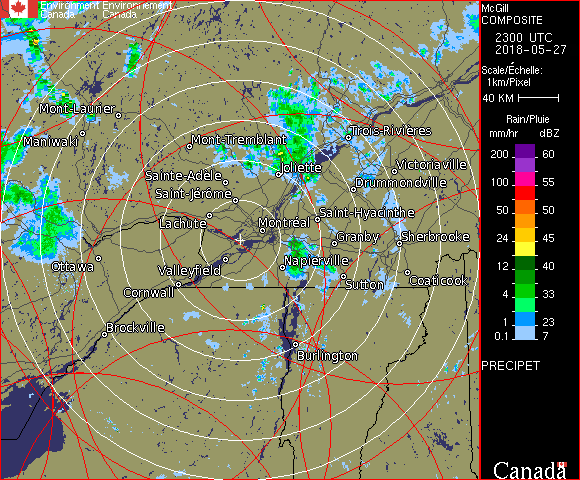 Environment Environnement
Canada Canada
McGill
COMPOSITE
2300 UTC
2018-05-27
Scale/Échelle:
1km/Pixel
40 KM
Rain/Pluie
mm/hr dBZ
200 60
100 55
50 50
24 45
12 40
4 33
1 23
0.1 7
PRECIPET
Canada
Mont-Laurier
Maniwaki
Mont-Tremblant
Trois-Rivières
Joliette
Victoriaville
Sainte-Adèle
Drummondville
Saint-Jérôme
Saint-Hyacinthe
Lachute
Montréal
Granby
Sherbrooke
Ottawa
Valleyfield
Napierville
Coaticook
Sutton
Cornwall
Brockville
Burlington